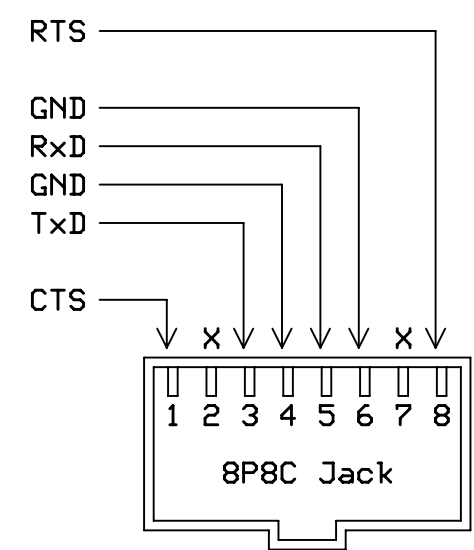 RTS
GND
RxD
GND
TxD
CTS
X X
1 2 3 4 5 6 7 8
8P8C Jack